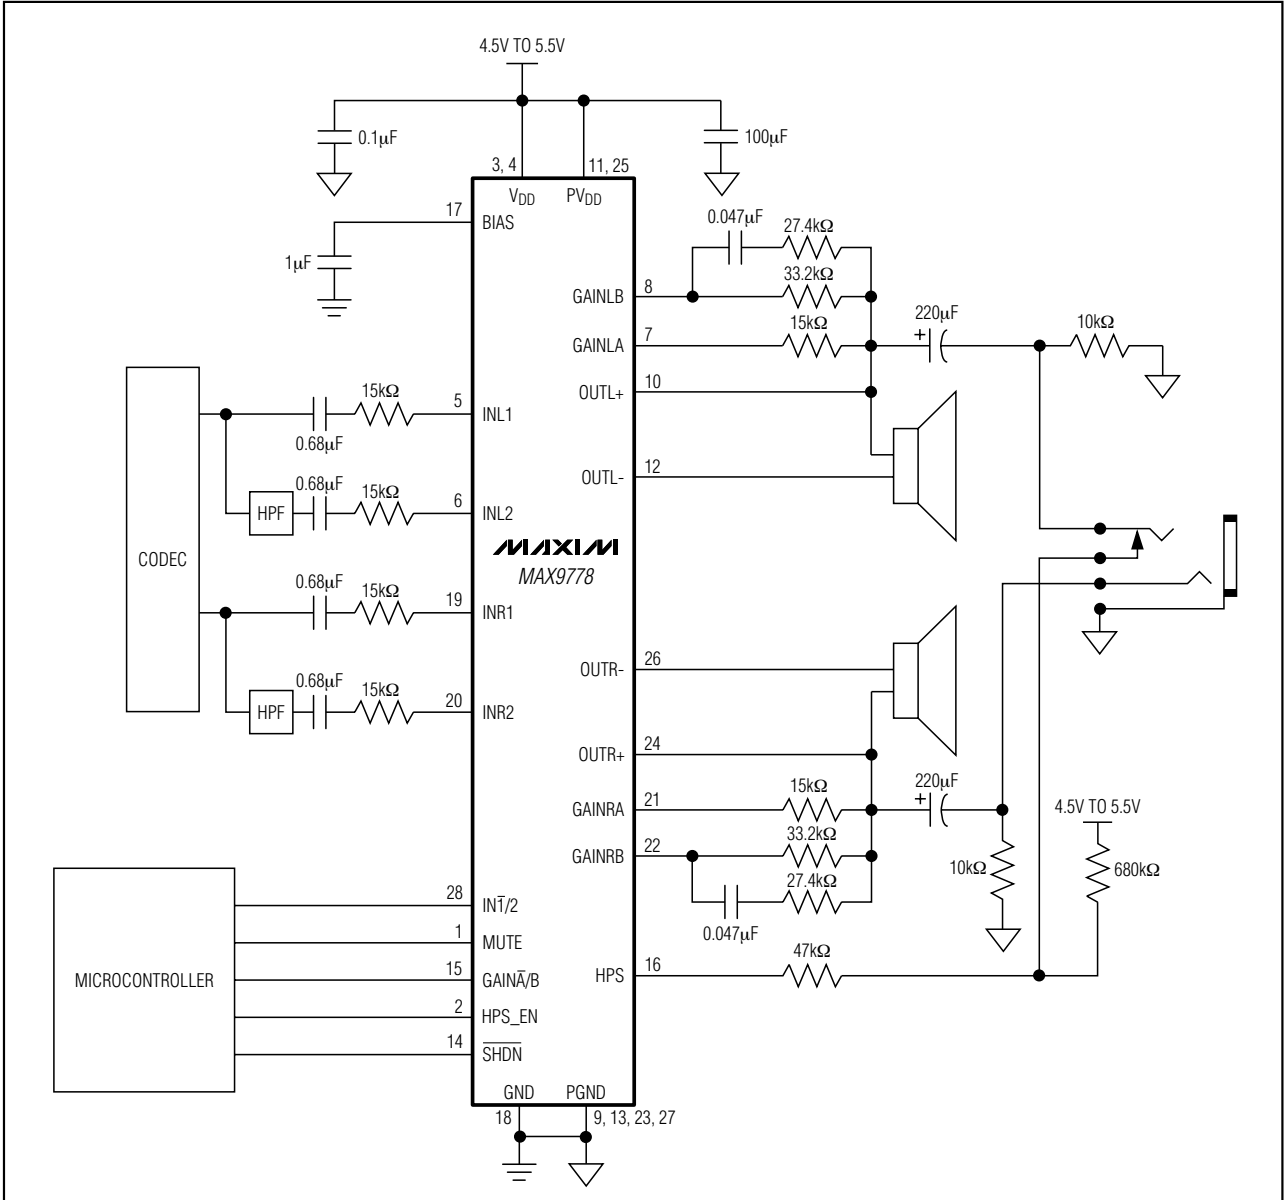 4.5V TO 5.5V
0.1µF
100µF
3, 4
11, 25
VDD
PVDD
17
BIAS
1µF
0.047µF
27.4kΩ
33.2kΩ
GAINLB
8
15kΩ
GAINLA
7
220µF
+
10kΩ
OUTL+
10
OUTL-
12
CODEC
15kΩ
0.68µF
5
INL1
HPF
0.68µF
15kΩ
6
INL2
MAXIM
MAX9778
0.68µF
15kΩ
19
INR1
HPF
0.68µF
15kΩ
20
INR2
OUTR-
26
OUTR+
24
15kΩ
GAINRA
21
220µF
+
33.2kΩ
GAINRB
22
27.4kΩ
0.047µF
10kΩ
4.5V TO 5.5V
680kΩ
47kΩ
HPS
16
MICROCONTROLLER
28
IN1̅/2
1
MUTE
15
GAINA̅/B
2
HPS_EN
14
S̅H̅D̅N̅
GND
PGND
18
9, 13, 23, 27